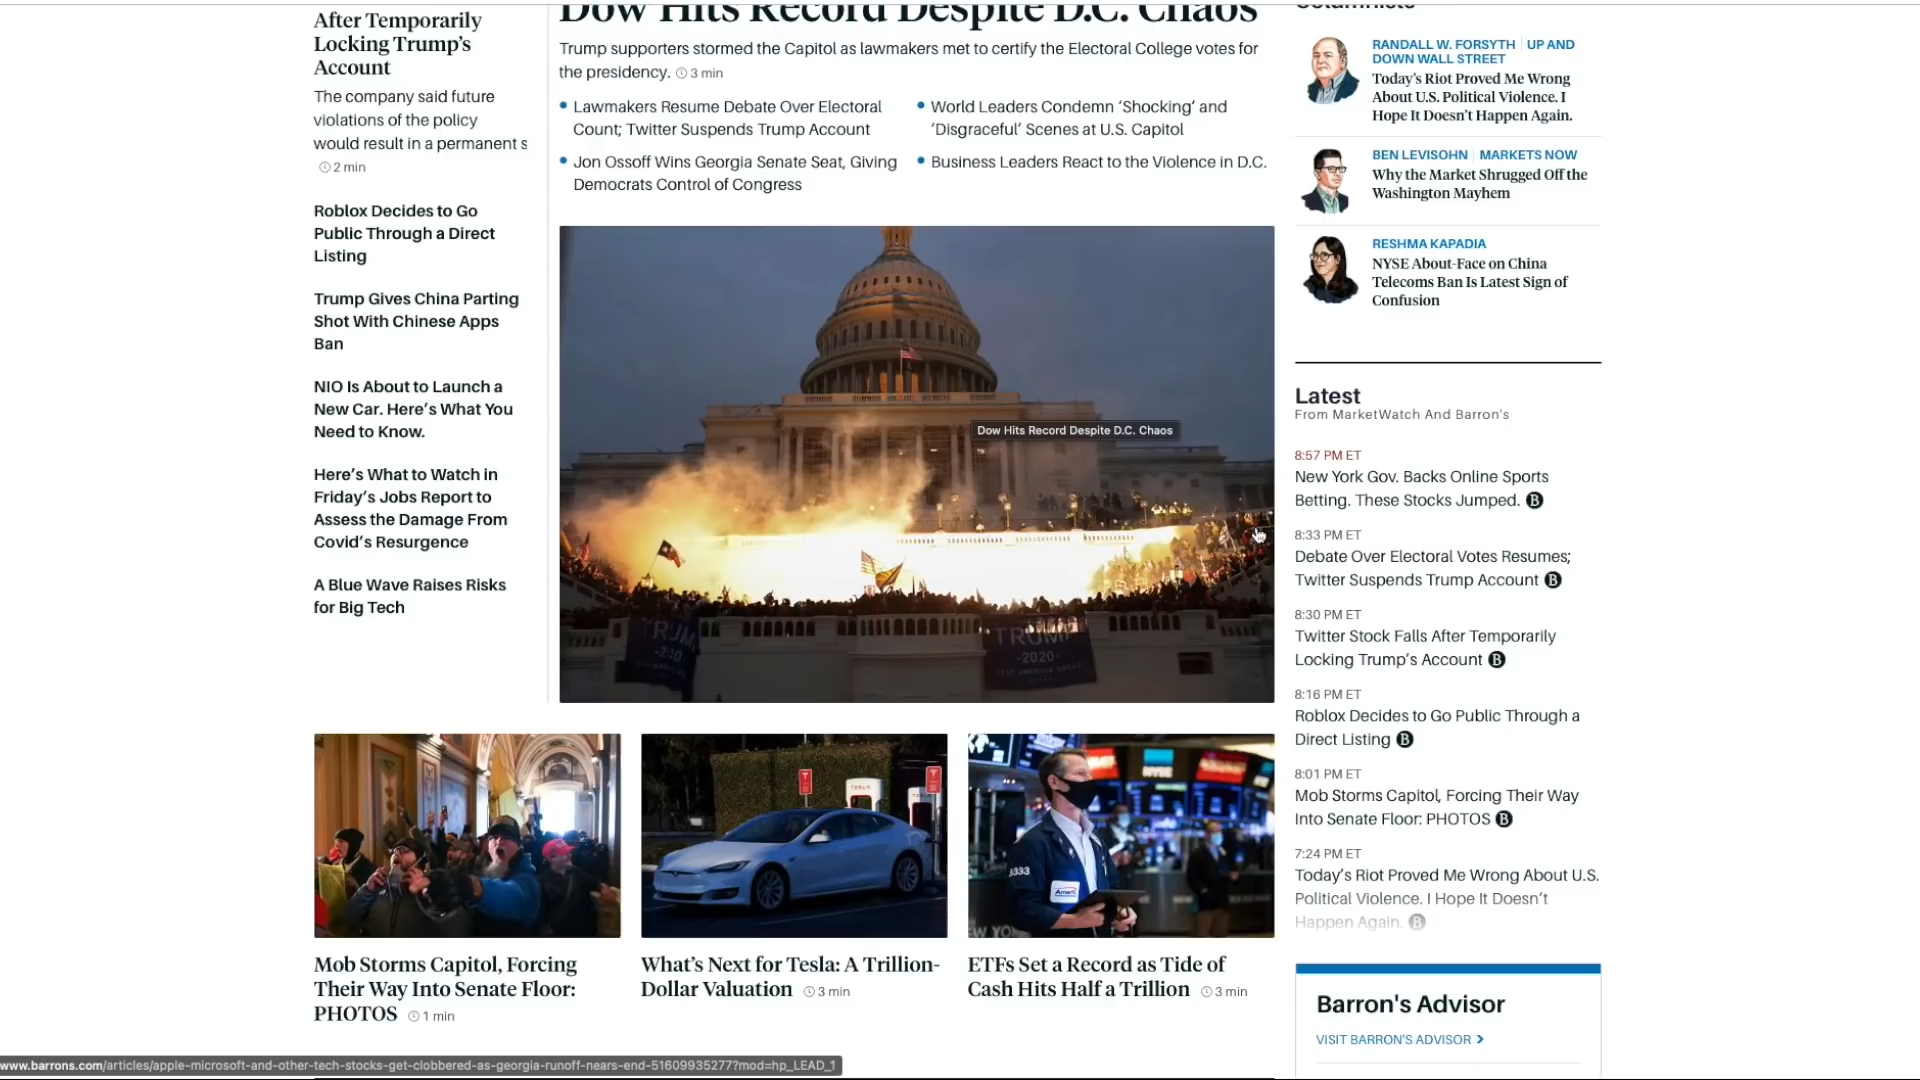 After Temporarily
Locking Trump's
Account
The company said future
violations of the policy
would result in a permanent s
2 min
Roblox Decides to Go
Public Through a Direct
Listing
Trump Gives China Parting
Shot With Chinese Apps
Ban
NIO Is About to Launch a
New Car. Here's What You
Need to Know.
Here's What to Watch in
Friday's Jobs Report to
Assess the Damage From
Covid's Resurgence
A Blue Wave Raises Risks
for Big Tech
Dow Hits Record Despite D.C. Chaos
Trump supporters stormed the Capitol as lawmakers met to certify the Electoral College votes for
the presidency. 3 min
Lawmakers Resume Debate Over Electoral
Count; Twitter Suspends Trump Account
Jon Ossoff Wins Georgia Senate Seat, Giving
Democrats Control of Congress
World Leaders Condemn ‘Shocking’ and
‘Disgraceful’ Scenes at U.S. Capitol
Business Leaders React to the Violence in D.C.
Dow Hits Record Despite D.C. Chaos
TRUMP
-2020-
Mob Storms Capitol, Forcing
Their Way Into Senate Floor:
PHOTOS 1 min
TESLA
What's Next for Tesla: A Trillion-
Dollar Valuation 3 min
NYSE
3333
ETFs Set a Record as Tide of
Cash Hits Half a Trillion 3 min
Columnists
RANDALL W. FORSYTH | UP AND
DOWN WALL STREET
Today's Riot Proved Me Wrong
About U.S. Political Violence. I
Hope It Doesn't Happen Again.
BEN LEVISOHN | MARKETS NOW
Why the Market Shrugged Off the
Washington Mayhem
RESHMA KAPADIA
NYSE About-Face on China
Telecoms Ban Is Latest Sign of
Confusion
Latest
From MarketWatch And Barron's
8:57 PM ET
New York Gov. Backs Online Sports
Betting. These Stocks Jumped. B
8:33 PM ET
Debate Over Electoral Votes Resumes;
Twitter Suspends Trump Account B
8:30 PM ET
Twitter Stock Falls After Temporarily
Locking Trump's Account B
8:16 PM ET
Roblox Decides to Go Public Through a
Direct Listing B
8:01 PM ET
Mob Storms Capitol, Forcing Their Way
Into Senate Floor: PHOTOS B
7:24 PM ET
Today's Riot Proved Me Wrong About U.S.
Political Violence. I Hope It Doesn't
Happen Again. B
Barron's Advisor
VISIT BARRON'S ADVISOR >
www.barrons.com/articles/apple-microsoft-and-other-tech-stocks-get-clobbered-as-georgia-runoff-nears-end-51609935277?mod=hp_LEAD_1